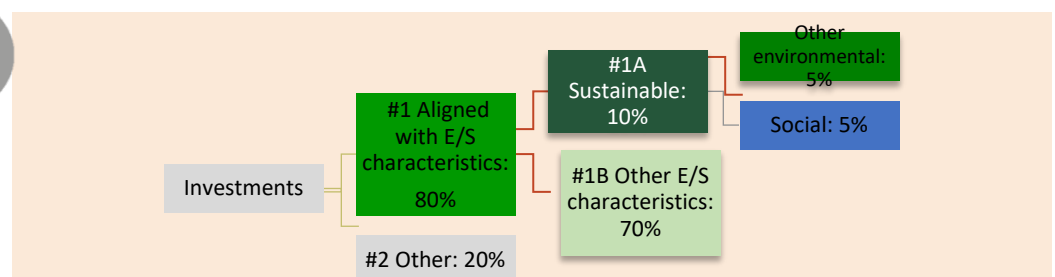 Investments
#1 Aligned
with E/S
characteristics:
80%
#2 Other: 20%
#1A
Sustainable:
10%
#1B Other E/S
characteristics:
70%
Other
environmental:
5%
Social: 5%